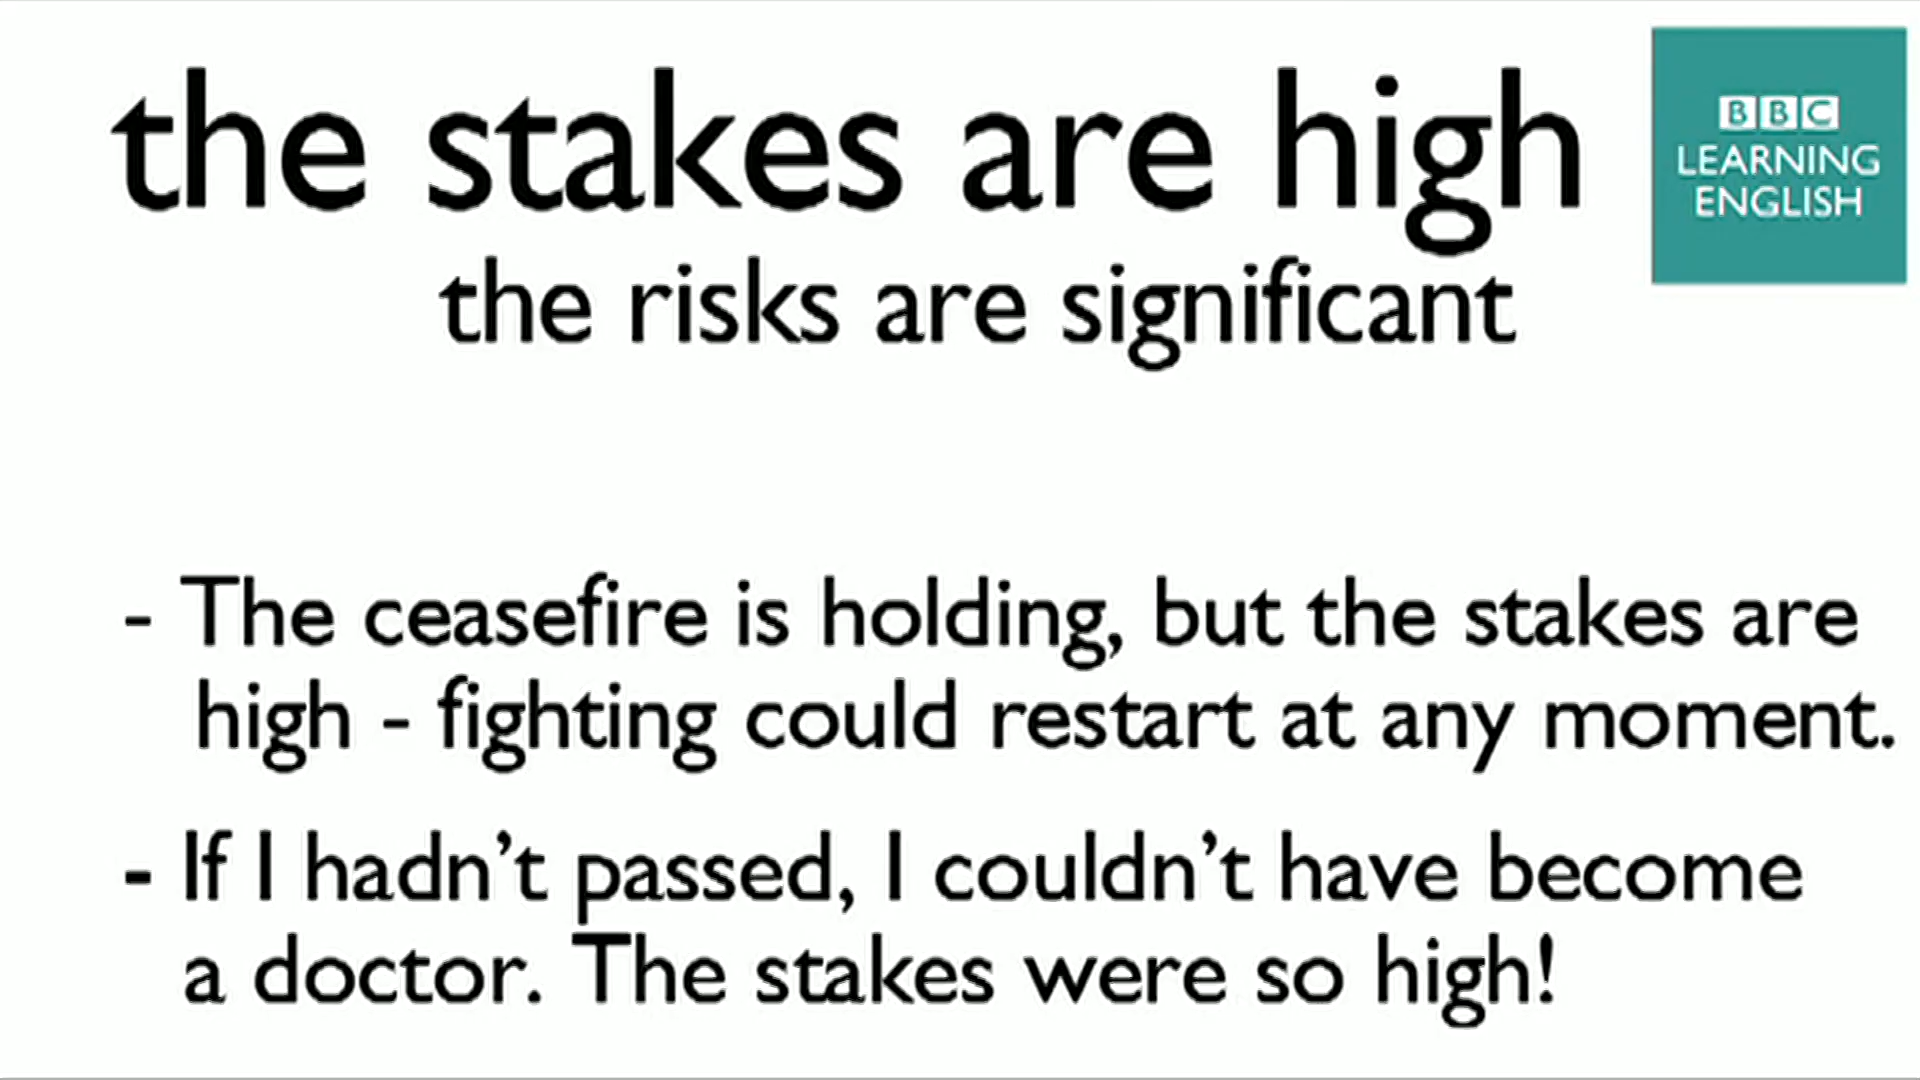 the stakes are high
BBC
LEARNING
ENGLISH
the risks are significant
- The ceasefire is holding, but the stakes are
high - fighting could restart at any moment.
- If I hadn’t passed, I couldn’t have become
a doctor. The stakes were so high!